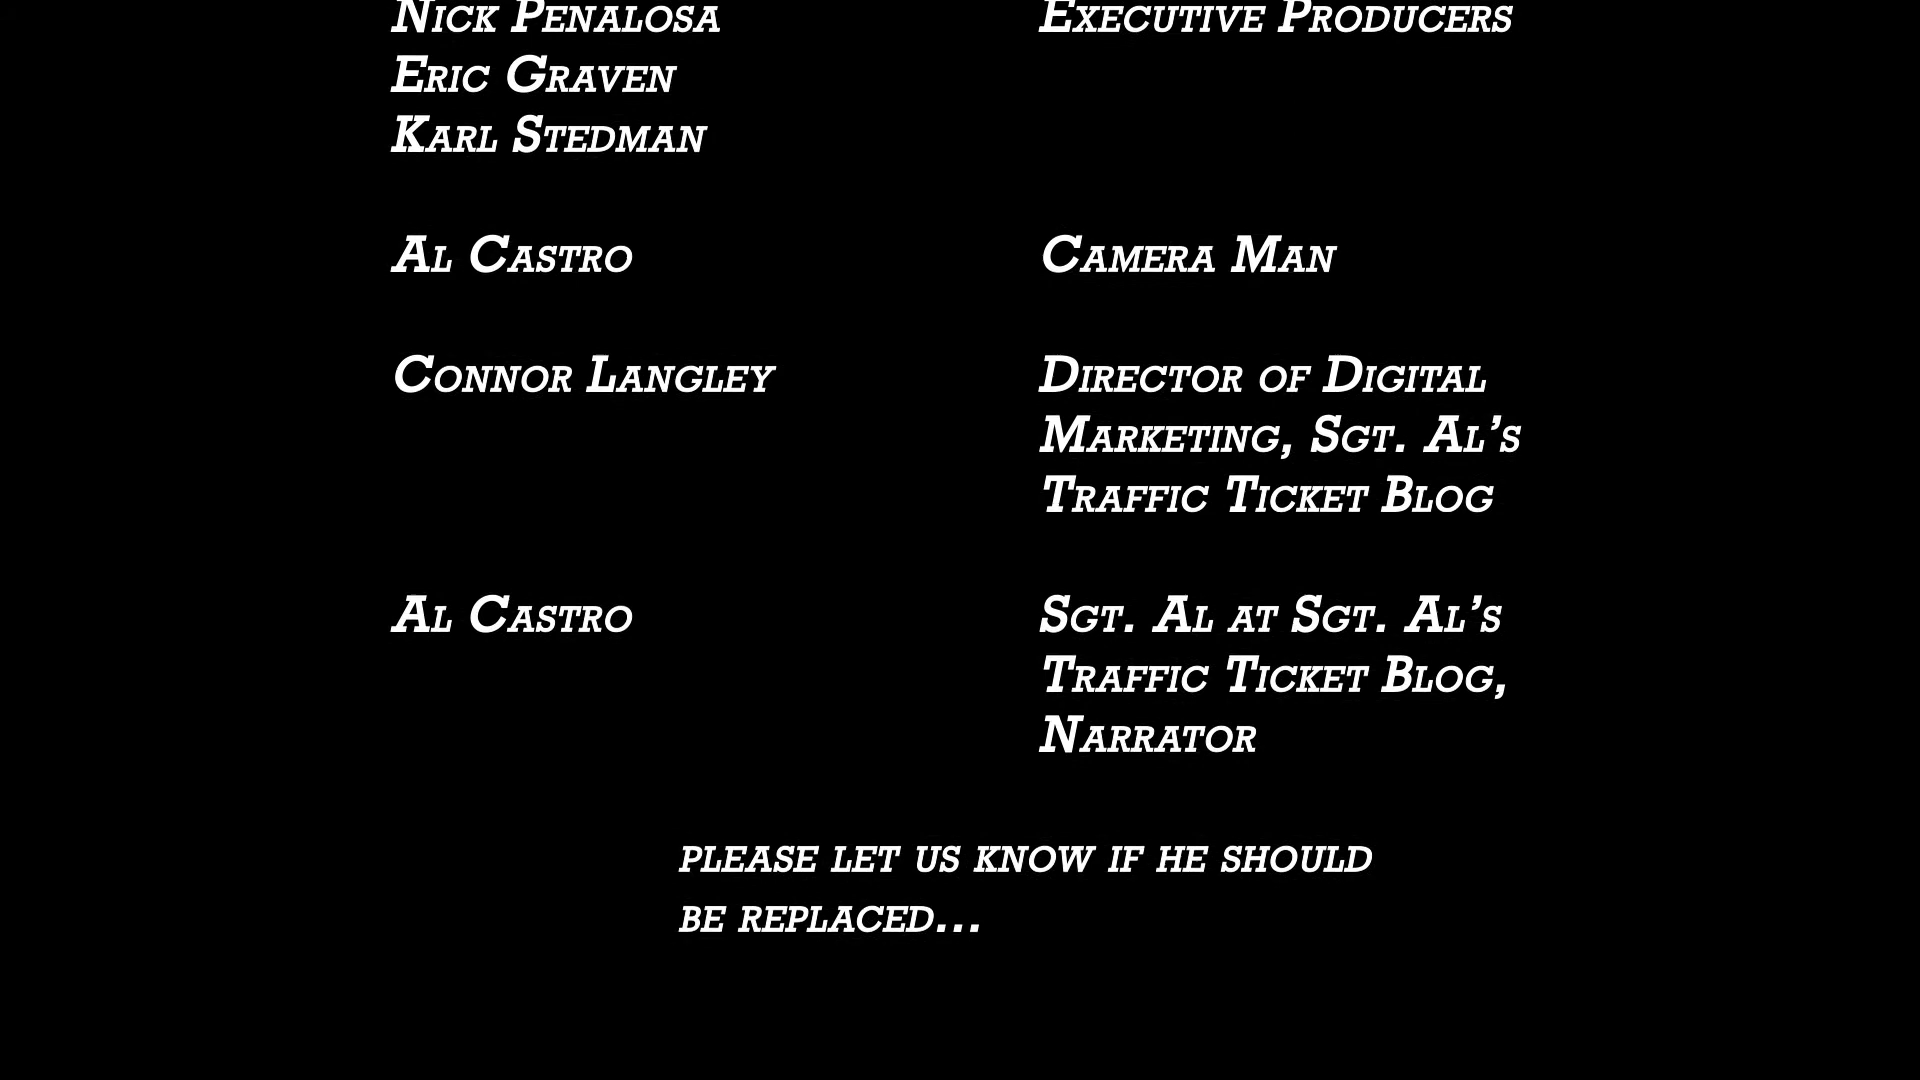 Nick Penalosa Executive Producers
Eric Graven
Karl Stedman
Al Castro Camera Man
Connor Langley Director of Digital
Marketing, Sgt. Al's
Traffic Ticket Blog
Al Castro Sgt. Al at Sgt. Al's
Traffic Ticket Blog,
Narrator
please let us know if he should
be replaced...